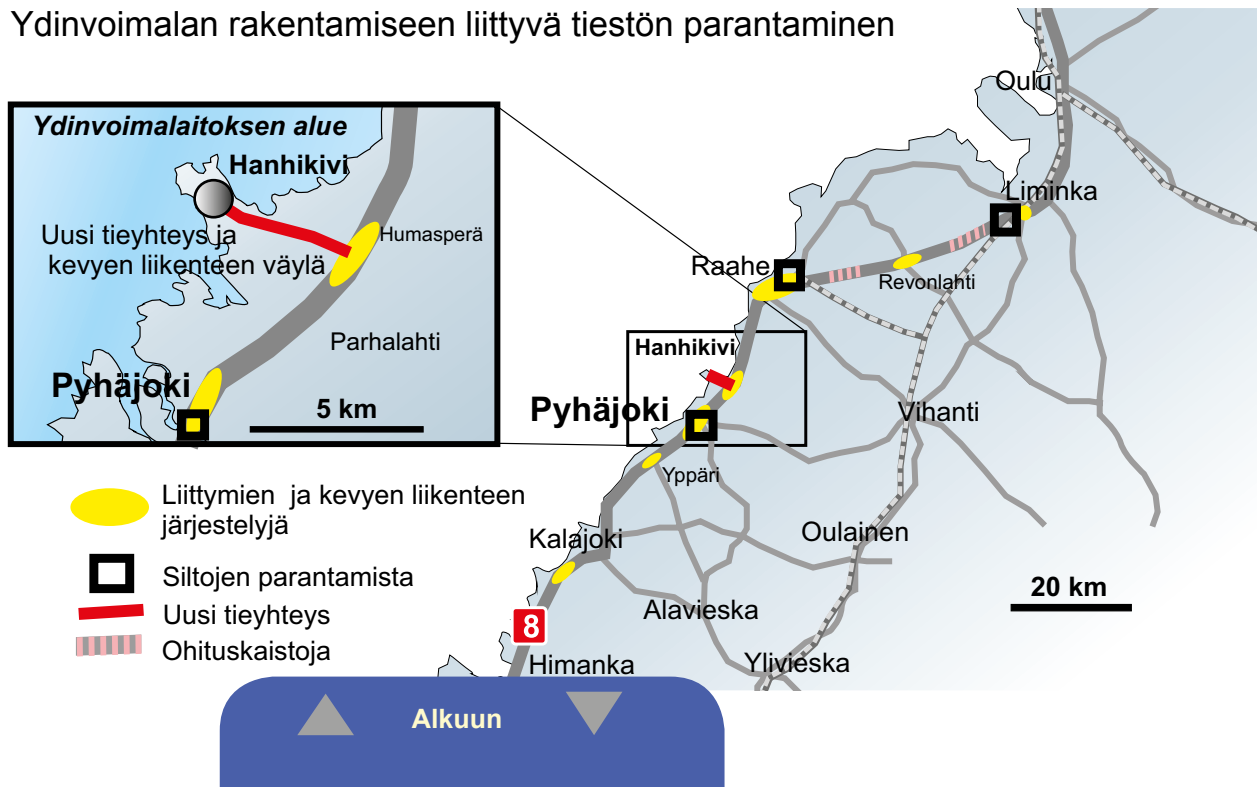 Ydinvoimalan rakentamiseen liittyvä tiestön parantaminen
Ydinvoimalaitoksen alue
Hanhikivi
Uusi tieyhteys ja
kevyen liikenteen väylä
Humasperä
Parhalahti
Pyhäjoki
5 km
Oulu
Liminka
Raahe
Revonlahti
Hanhikivi
Pyhäjoki
Vihanti
Yppäri
Kalajoki
Oulainen
Alavieska
20 km
8
Himanka
Ylivieska
Liittymien ja kevyen liikenteen
järjestelyjä
Siltojen parantamista
Uusi tieyhteys
Ohituskaistoja
Alkuun